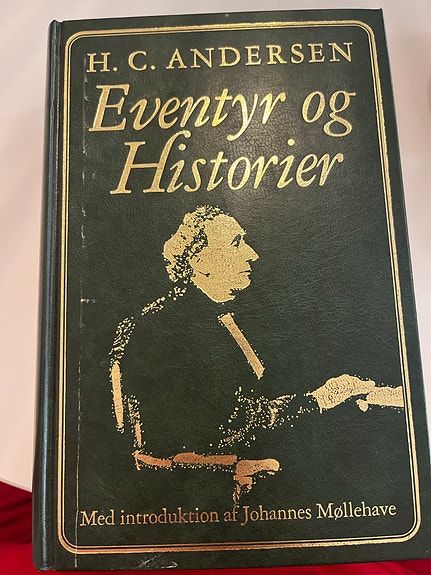 H. C. ANDERSEN
Eventyr og
Historier
Med introduktion af Johannes Møllehave